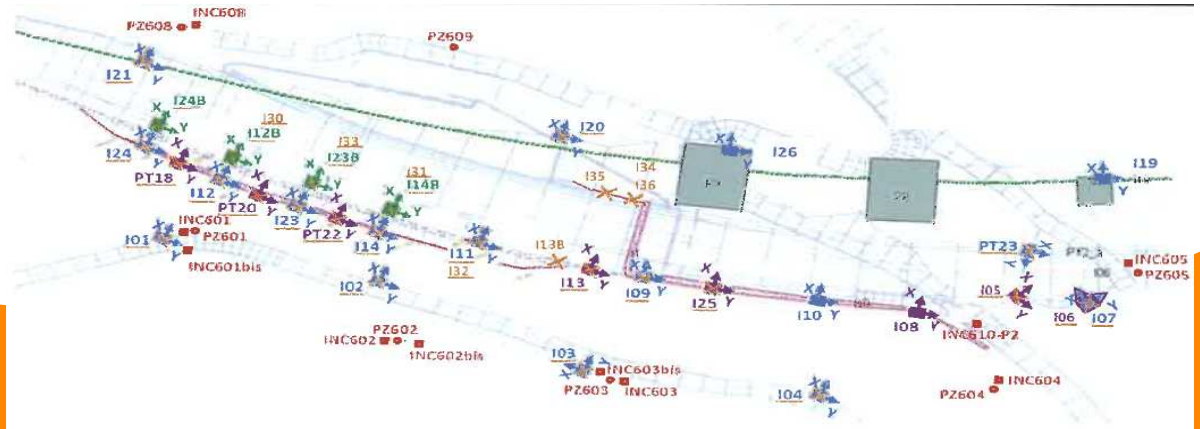 INC608
PZ608
PZ609
X
I21
Y
I24B
I30
I12B
I33
I20
I34
I26
I19
I24
PT18
I23B
I31
I14B
I35
I36
I12
PT20
I23
PT22
I14
INC601
PZ601
I01
INC601bis
I11
I13B
I32
I13
I09
I02
I25
I10
I08
PT23
I05
I06
I07
INC605
PZ605
INC610-P2
PZ602
INC602
INC602bis
I03
INC603bis
PZ603
INC603
I04
INC604
PZ604